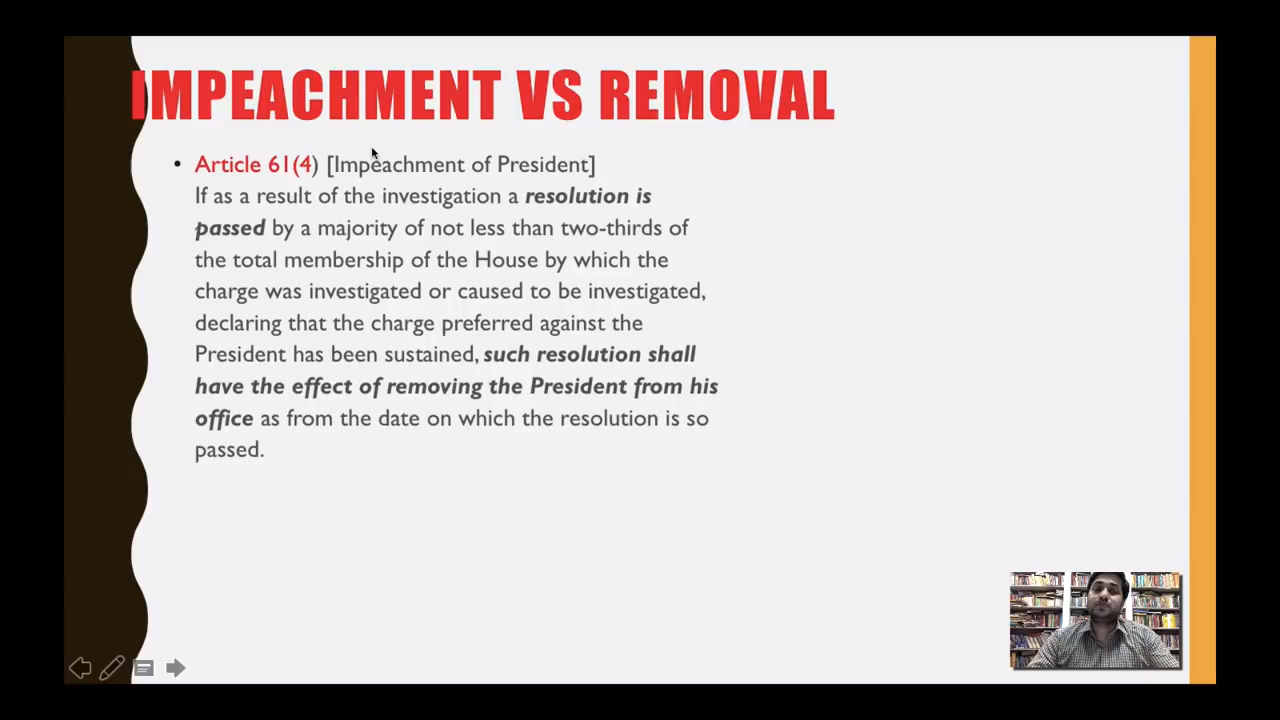 IMPEACHMENT VS REMOVAL
• Article 61(4) [Impeachment of President]
If as a result of the investigation a resolution is
passed by a majority of not less than two-thirds of
the total membership of the House by which the
charge was investigated or caused to be investigated,
declaring that the charge preferred against the
President has been sustained, such resolution shall
have the effect of removing the President from his
office as from the date on which the resolution is so
passed.